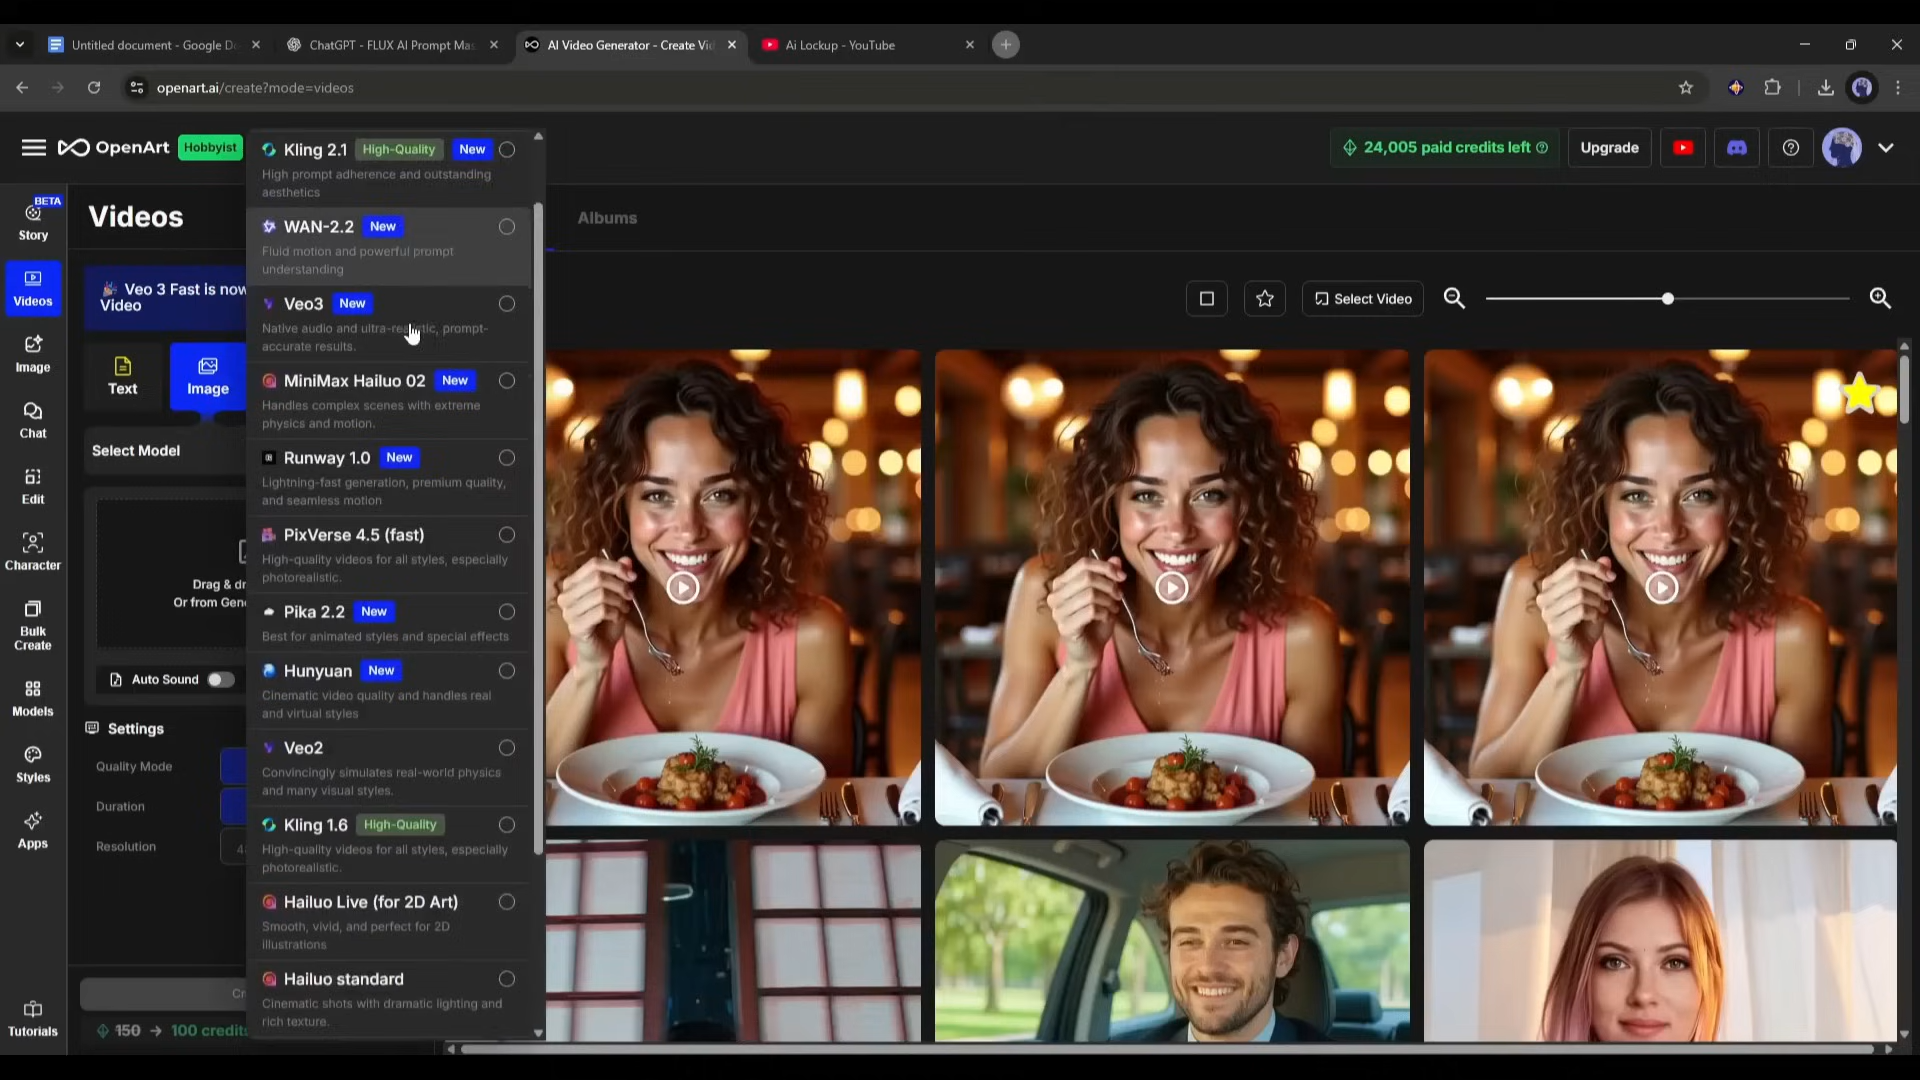 Untitled document - Google D
ChatGPT - FLUX AI Prompt Mas
AI Video Generator - Create Vi
Ai Lockup - YouTube
openart.ai/create?mode=videos
OpenArt
Hobbyist
24,005 paid credits left
Upgrade
BETA
Story
Videos
Image
Chat
Edit
Character
Bulk
Create
Models
Styles
Apps
Tutorials
Videos
Veo 3 Fast is now
Video
Text
Image
Select Model
Drag & dr
Or from Gene
Auto Sound
Settings
Quality Mode
Duration
Resolution
Cr
150 → 100 credits
Kling 2.1 High-Quality New
High prompt adherence and outstanding
aesthetics
WAN-2.2 New
Fluid motion and powerful prompt
understanding
Veo3 New
Native audio and ultra-realistic, prompt-
accurate results.
MiniMax Hailuo 02 New
Handles complex scenes with extreme
physics and motion.
Runway 1.0 New
Lightning-fast generation, premium quality,
and seamless motion
PixVerse 4.5 (fast)
High-quality videos for all styles, especially
photorealistic.
Pika 2.2 New
Best for animated styles and special effects
Hunyuan New
Cinematic video quality and handles real
and virtual styles
Veo2
Convincingly simulates real-world physics
and many visual styles.
Kling 1.6 High-Quality
High-quality videos for all styles, especially
photorealistic.
Hailuo Live (for 2D Art)
Smooth, vivid, and perfect for 2D
illustrations
Hailuo standard
Cinematic shots with dramatic lighting and
rich texture.
Albums
Select Video